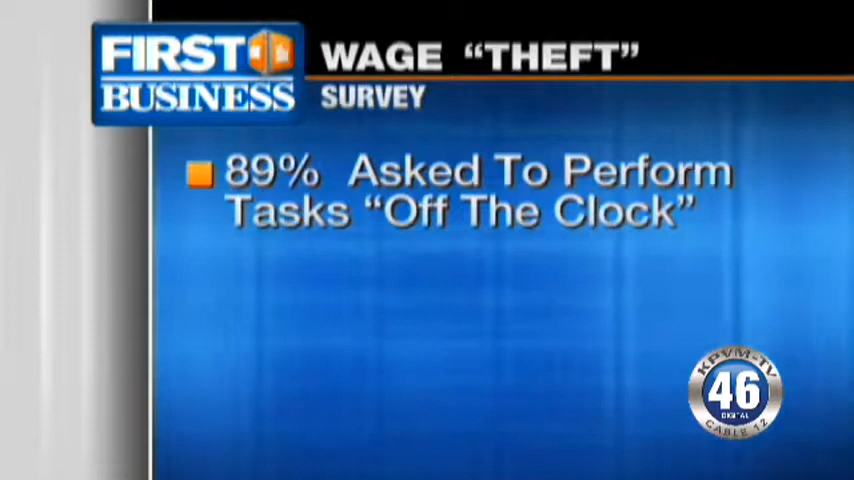 FIRST
BUSINESS
WAGE “THEFT”
SURVEY
89% Asked To Perform
Tasks “Off The Clock”
KPVM-TV
46
DIGITAL
CABLE 12